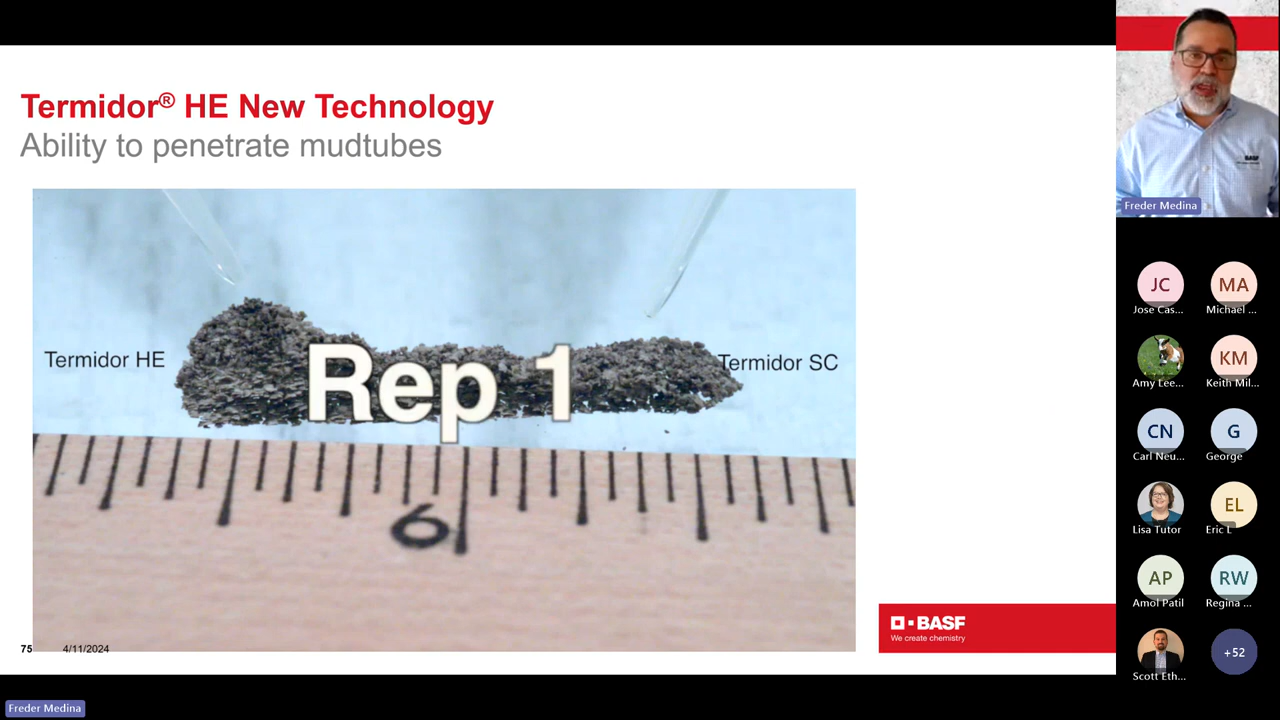 Termidor® HE New Technology
Ability to penetrate mudtubes
Termidor HE
Rep 1
Termidor SC
6
BASF
We create chemistry
75
4/11/2024
Freder Medina
BASF
Freder Medina
JC
Jose Cas...
MA
Michael ...
Amy Lee...
KM
Keith Mil...
CN
Carl Neu...
G
George
Lisa Tutor
EL
Eric L
AP
Amol Patil
RW
Regina ...
Scott Eth...
+52